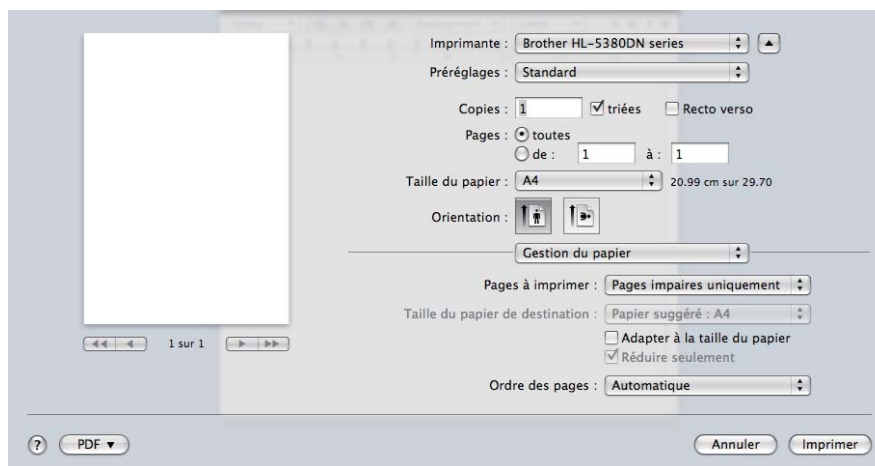 Imprimante : Brother HL-5380DN series
Préréglages : Standard
Copies : 1 triées Recto verso
Pages : toutes
de : 1 à : 1
Taille du papier : A4 20.99 cm sur 29.70
Orientation :
Gestion du papier
Pages à imprimer : Pages impaires uniquement
Taille du papier de destination : Papier suggéré : A4
Adapter à la taille du papier
1 sur 1
Réduire seulement
Ordre des pages : Automatique
? PDF Annuler Imprimer